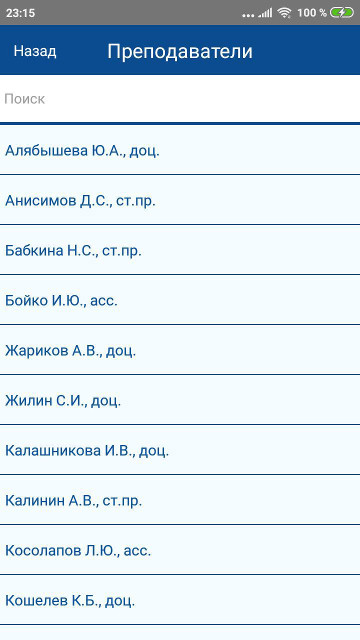 23:15
100 %
Назад
Преподаватели
Поиск
Алябышева Ю.А., доц.
Анисимов Д.С., ст.пр.
Бабкина Н.С., ст.пр.
Бойко И.Ю., асс.
Жариков А.В., доц.
Жилин С.И., доц.
Калашникова И.В., доц.
Калинин А.В., ст.пр.
Косолапов Л.Ю., асс.
Кошелев К.Б., доц.